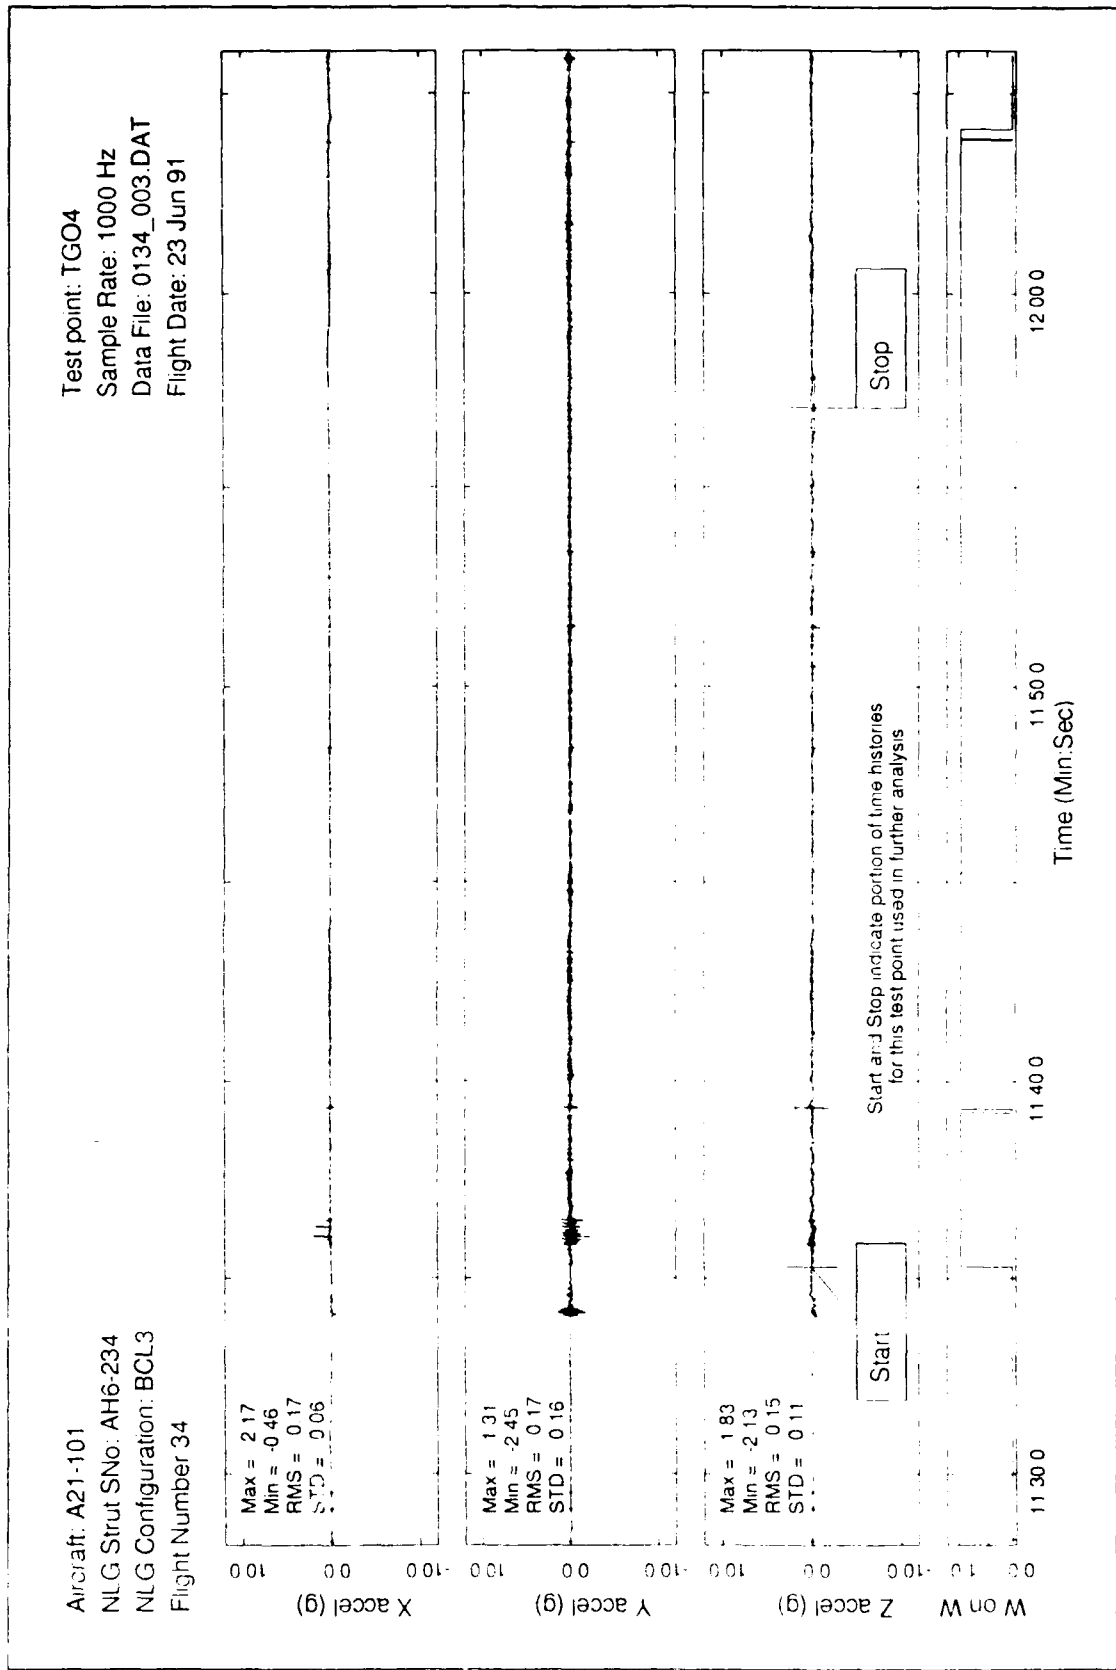 Aircraft: A21-101
NLG Strut SNo: AH6-234
NLG Configuration: BCL3
Flight Number 34
Test point: TGO4
Sample Rate: 1000 Hz
Data File: 0134_003.DAT
Flight Date: 23 Jun 91
X accel (g)
10 0
0 0
-10 0
Max = 2 17
Min = -0 46
RMS = 0 17
STD = 0 06
Y accel (g)
10 0
0 0
-10 0
Max = 1 31
Min = -2 45
RMS = 0 17
STD = 0 16
Z accel (g)
10 0
0 0
-10 0
Max = 1 83
Min = -2 13
RMS = 0 15
STD = 0 11
Start
Stop
Start and Stop indicate portion of time histories
for this test point used in further analysis
W on W
1 0
0 0
11 30 0
11 40 0
11 50 0
12 00 0
Time (Min:Sec)